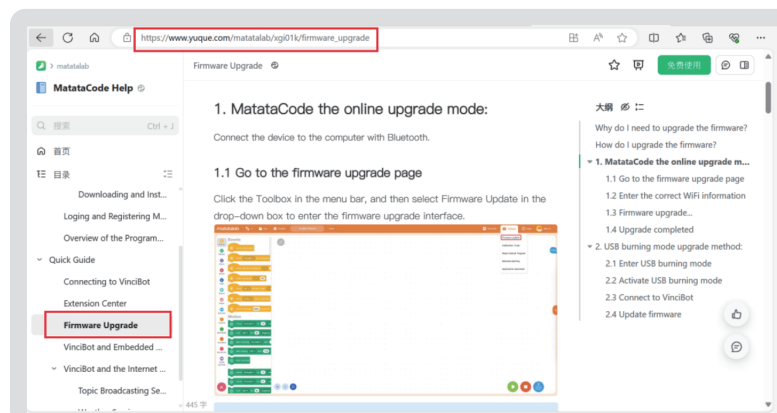 https://www.yuque.com/matatalab/xgi01k/firmware_upgrade
matatalab
MatataCode Help
搜索
Ctrl + J
首页
目录
Downloading and Inst...
Loging and Registering M...
Overview of the Program...
Quick Guide
Connecting to VinciBot
Extension Center
Firmware Upgrade
VinciBot and Embedded ...
VinciBot and the Internet ...
Topic Broadcasting Se...
Firmware Upgrade
免费使用
1. MatataCode the online upgrade mode:
Connect the device to the computer with Bluetooth.
1.1 Go to the firmware upgrade page
Click the Toolbox in the menu bar, and then select Firmware Update in the
drop-down box to enter the firmware upgrade interface.
445 字
大纲
Why do I need to upgrade the firmware?
How do I upgrade the firmware?
1. MatataCode the online upgrade m...
1.1 Go to the firmware upgrade page
1.2 Enter the correct WiFi information
1.3 Firmware upgrade...
1.4 Upgrade completed
2. USB burning mode upgrade method:
2.1 Enter USB burning mode
2.2 Activate USB burning mode
2.3 Connect to VinciBot
2.4 Update firmware